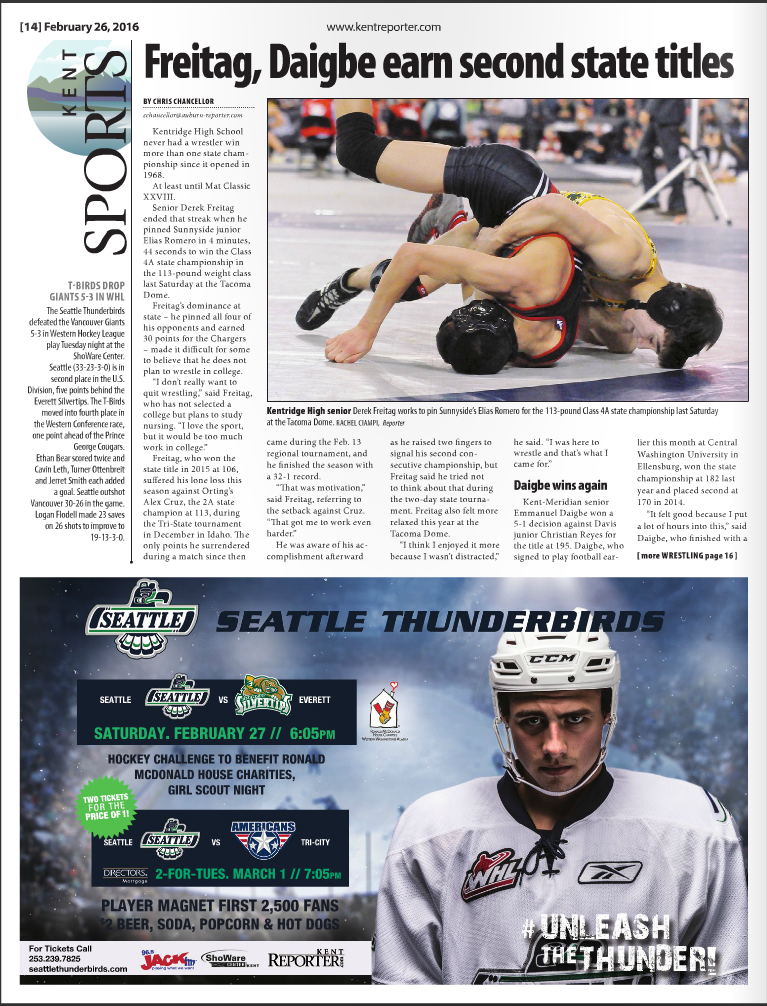 [14] February 26, 2016
www.kentreporter.com
KENT
SPORTS
Freitag, Daigbe earn second state titles
T-BIRDS DROP
GIANTS 5-3 IN WHL
The Seattle Thunderbirds
defeated the Vancouver Giants
5-3 in Western Hockey League
play Tuesday night at the
ShoWare Center.
Seattle (33-23-3-0) is in
second place in the U.S.
Division, five points behind the
Everett Silvertips. The T-Birds
moved into fourth place in
the Western Conference race,
one point ahead of the Prince
George Cougars.
Ethan Bear scored twice and
Cavin Leth, Turner Ottenbreit
and Jerret Smith each added
a goal. Seattle outshot
Vancouver 30-26 in the game.
Logan Flodell made 23 saves
on 26 shots to improve to
19-13-3-0.
BY CHRIS CHANCELLOR
cchancellor@auburn-reporter.com
Kentridge High School
never had a wrestler win
more than one state cham-
pionship since it opened in
1968.
At least until Mat Classic
XXVIII.
Senior Derek Freitag
ended that streak when he
pinned Sunnyside junior
Elias Romero in 4 minutes,
44 seconds to win the Class
4A state championship in
the 113-pound weight class
last Saturday at the Tacoma
Dome.
Freitag's dominance at
state – he pinned all four of
his opponents and earned
30 points for the Chargers
– made it difficult for some
to believe that he does not
plan to wrestle in college.
"I don't really want to
quit wrestling," said Freitag,
who has not selected a
college but plans to study
nursing. "I love the sport,
but it would be too much
work in college."
Freitag, who won the
state title in 2015 at 106,
suffered his lone loss this
season against Orting's
Alex Cruz, the 2A state
champion at 113, during
the Tri-State tournament
in December in Idaho. The
only points he surrendered
during a match since then
Kentridge High senior Derek Freitag works to pin Sunnyside's Elias Romero for the 113-pound Class 4A state championship last Saturday
at the Tacoma Dome. RACHEL CIAMPI, Reporter
came during the Feb. 13
regional tournament, and
he finished the season with
a 32-1 record.
"That was motivation,"
said Freitag, referring to
the setback against Cruz.
"That got me to work even
harder."
He was aware of his ac-
complishment afterward
as he raised two fingers to
signal his second con-
secutive championship, but
Freitag said he tried not
to think about that during
the two-day state tourna-
ment. Freitag also felt more
relaxed this year at the
Tacoma Dome.
"I think I enjoyed it more
because I wasn't distracted,"
he said. "I was here to
wrestle and that's what I
came for."
Daigbe wins again
Kent-Meridian senior
Emmanuel Daigbe won a
5-1 decision against Davis
junior Christian Reyes for
the title at 195. Daigbe, who
signed to play football ear-
lier this month at Central
Washington University in
Ellensburg, won the state
championship at 182 last
year and placed second at
170 in 2014.
"It felt good because I put
a lot of hours into this," said
Daigbe, who finished with a
[ more WRESTLING page 16 ]
SEATTLE
SEATTLE THUNDERBIRDS
CCM
SEATTLE SEATTLE VS SILVERTIPS EVERETT
SATURDAY. FEBRUARY 27 // 6:05PM
HOCKEY CHALLENGE TO BENEFIT RONALD
MCDONALD HOUSE CHARITIES,
GIRL SCOUT NIGHT
TWO TICKETS
FOR THE
PRICE OF 1!
SEATTLE SEATTLE VS AMERICANS TRI-CITY
DIRECTORS
Mortgage
2-FOR-TUES. MARCH 1 // 7:05PM
PLAYER MAGNET FIRST 2,500 FANS
$2 BEER, SODA, POPCORN & HOT DOGS
WHL
#UNLEASH
THE THUNDER!
For Tickets Call
253.239.7825
seattlethunderbirds.com
96.5
JACK fm
playing what we want
ShoWare
CENTER KENT
KENT
REPORTER
.com